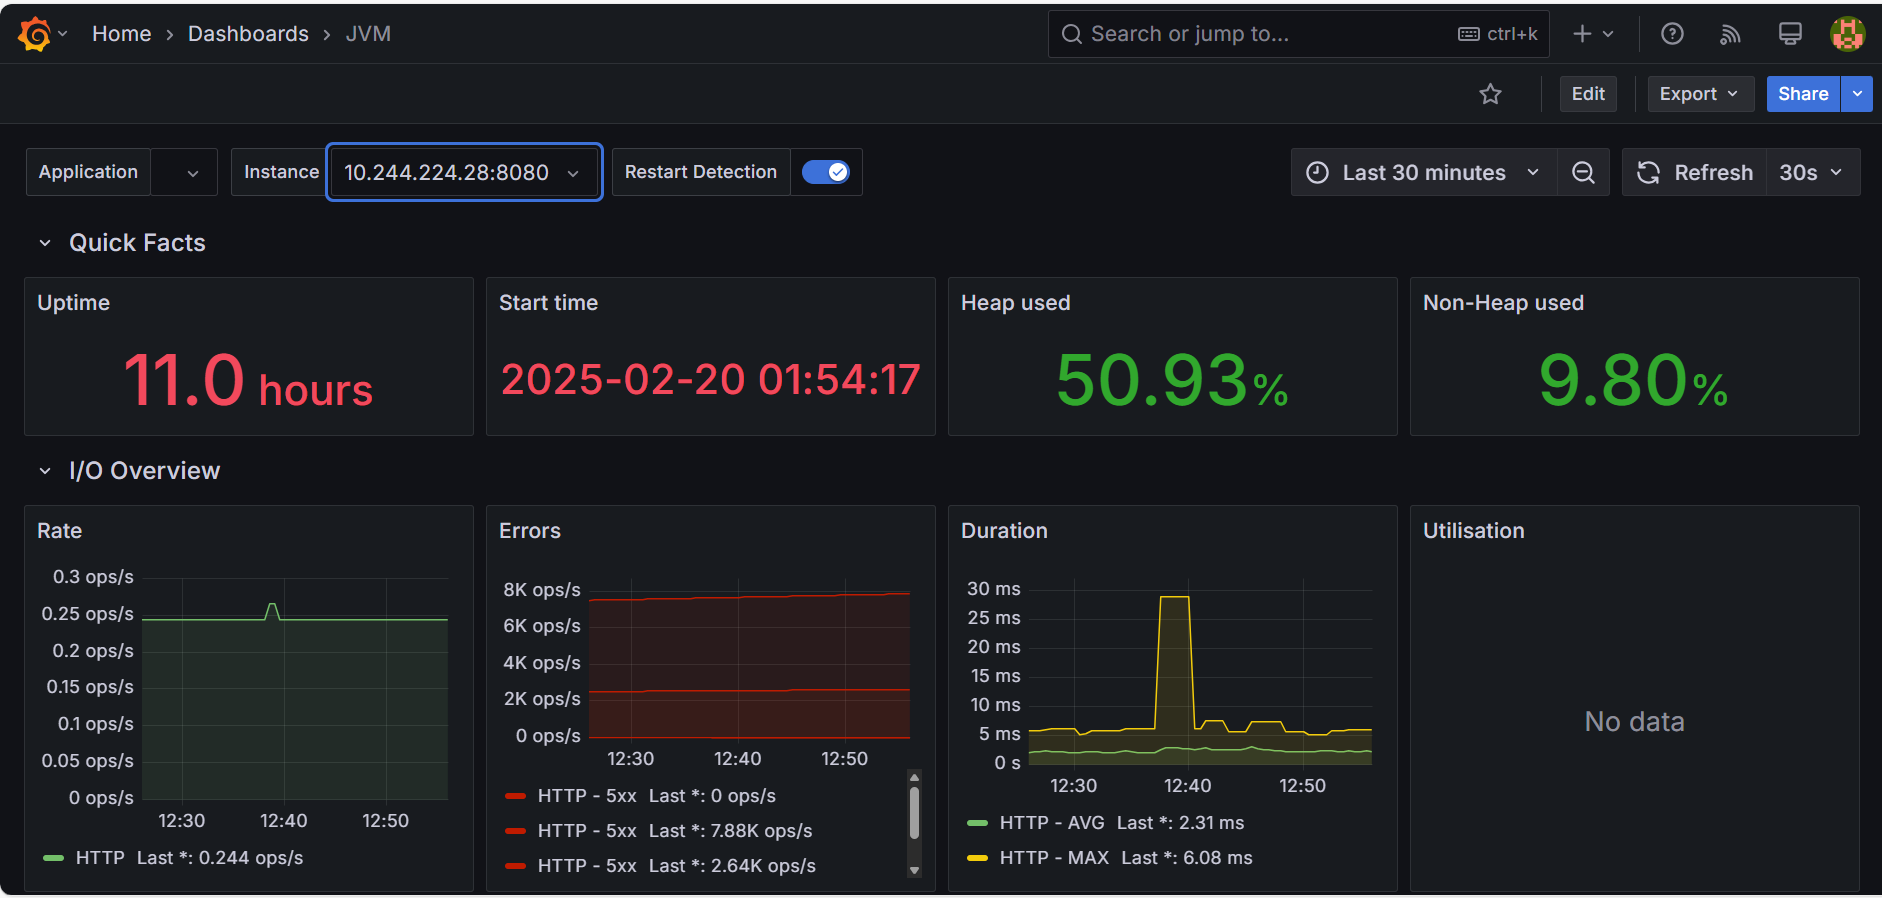 Home › Dashboards › JVM
Search or jump to... ctrl+k
Edit Export Share
Application Instance 10.244.224.28:8080 Restart Detection Last 30 minutes Refresh 30s
Quick Facts
Uptime
11.0 hours
Start time
2025-02-20 01:54:17
Heap used
50.93%
Non-Heap used
9.80%
I/O Overview
Rate
0.3 ops/s
0.25 ops/s
0.2 ops/s
0.15 ops/s
0.1 ops/s
0.05 ops/s
0 ops/s
12:30 12:40 12:50
HTTP Last *: 0.244 ops/s
Errors
8K ops/s
6K ops/s
4K ops/s
2K ops/s
0 ops/s
12:30 12:40 12:50
HTTP - 5xx Last *: 0 ops/s
HTTP - 5xx Last *: 7.88K ops/s
HTTP - 5xx Last *: 2.64K ops/s
Duration
30 ms
25 ms
20 ms
15 ms
10 ms
5 ms
0 s
12:30 12:40 12:50
HTTP - AVG Last *: 2.31 ms
HTTP - MAX Last *: 6.08 ms
Utilisation
No data